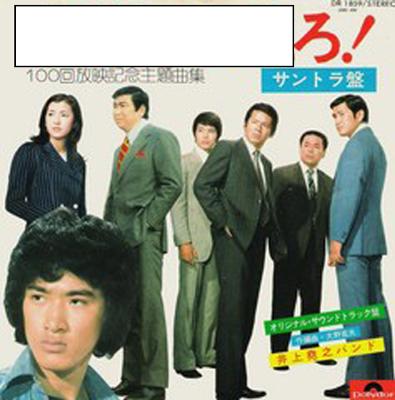 DR 1859/STEREO
ろ!
100回放映記念主題曲集
サントラ盤
オリジナル・サウンドトラック盤
作編曲・大野克夫
井上堯之バンド
Polydor